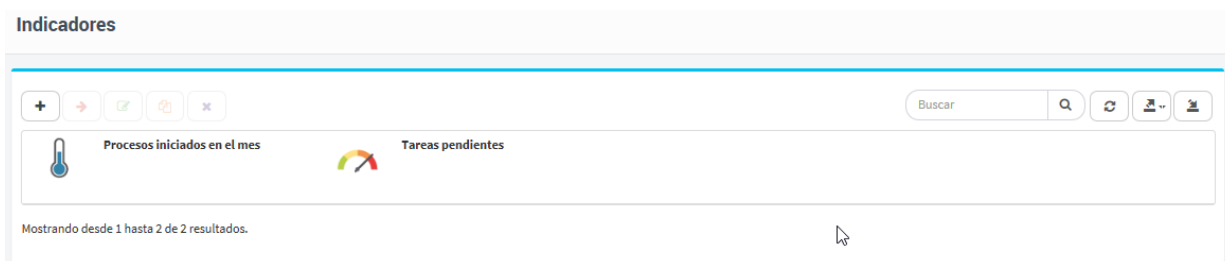 Indicadores
Buscar
Procesos iniciados en el mes
Tareas pendientes
Mostrando desde 1 hasta 2 de 2 resultados.